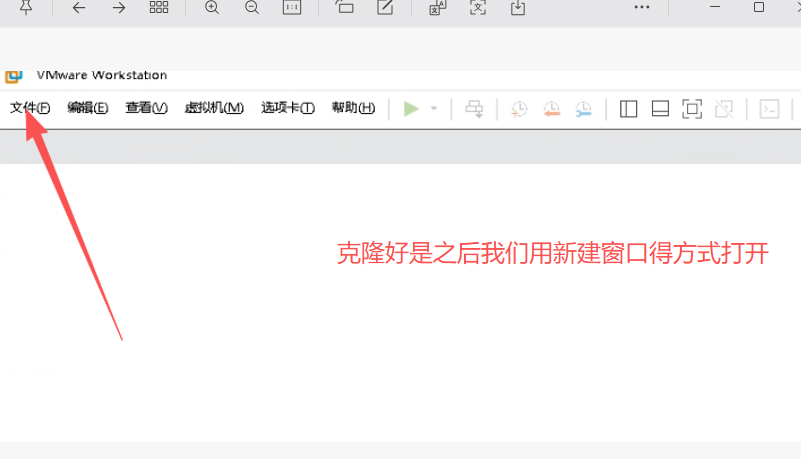 VMware Workstation
文件(F) 编辑(E) 查看(V) 虚拟机(M) 选项卡(T) 帮助(H)
克隆好是之后我们用新建窗口得方式打开